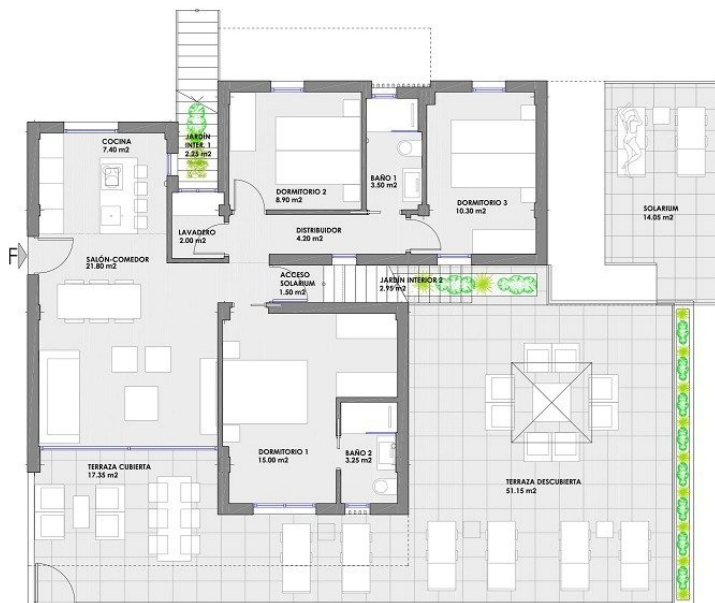 COCINA
7.40 m2
JARDÍN
INTER. 1
2.25 m2
DORMITORIO 2
8.90 m2
BAÑO 1
3.50 m2
DORMITORIO 3
10.30 m2
SOLARIUM
14.05 m2
LAVADERO
2.00 m2
DISTRIBUIDOR
4.20 m2
F
SALÓN-COMEDOR
21.80 m2
ACCESO
SOLARIUM
1.50 m2
JARDÍN INTERIOR 2
2.95 m2
DORMITORIO 1
15.00 m2
BAÑO 2
3.25 m2
TERRAZA CUBIERTA
17.35 m2
TERRAZA DESCUBIERTA
51.15 m2